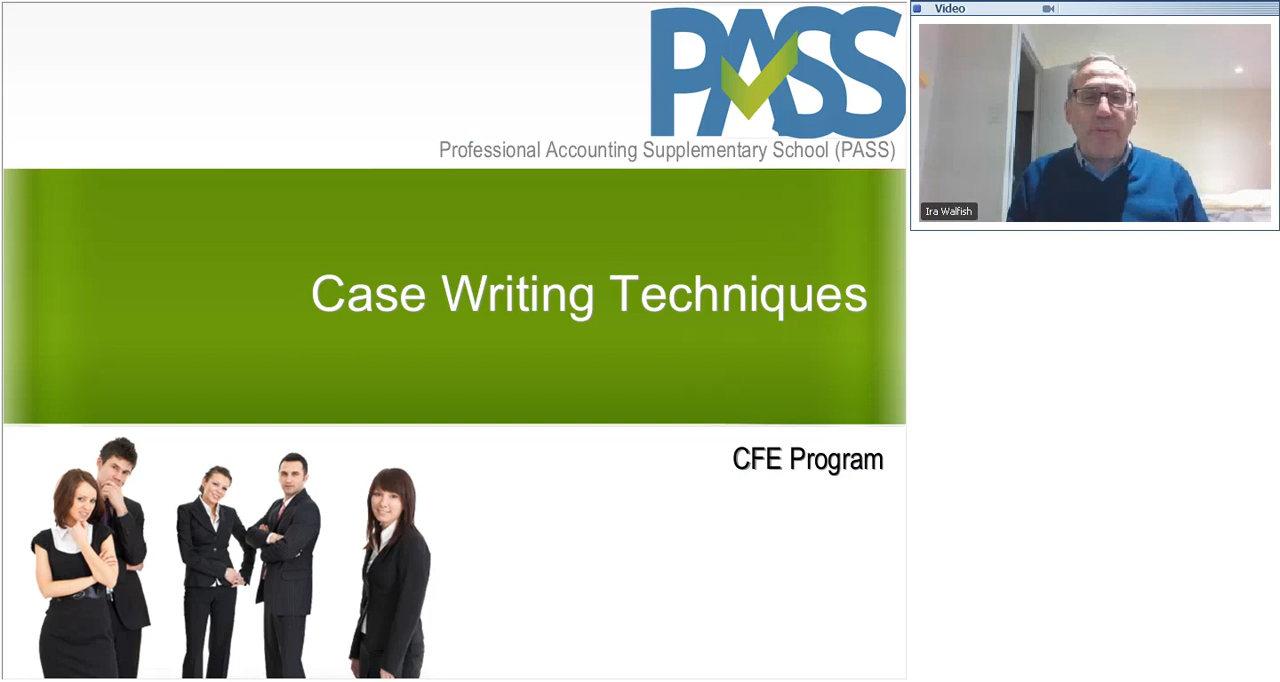 PASS
Professional Accounting Supplementary School (PASS)
Case Writing Techniques
CFE Program
Video
Ira Walfish